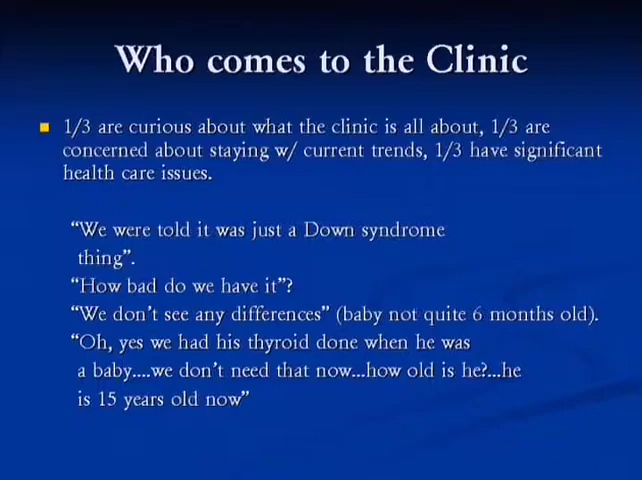 Who comes to the Clinic
1/3 are curious about what the clinic is all about, 1/3 are
concerned about staying w/ current trends, 1/3 have significant
health care issues.
“We were told it was just a Down syndrome
thing”.
“How bad do we have it”?
“We don’t see any differences” (baby not quite 6 months old).
“Oh, yes we had his thyroid done when he was
a baby....we don’t need that now...how old is he?...he
is 15 years old now”